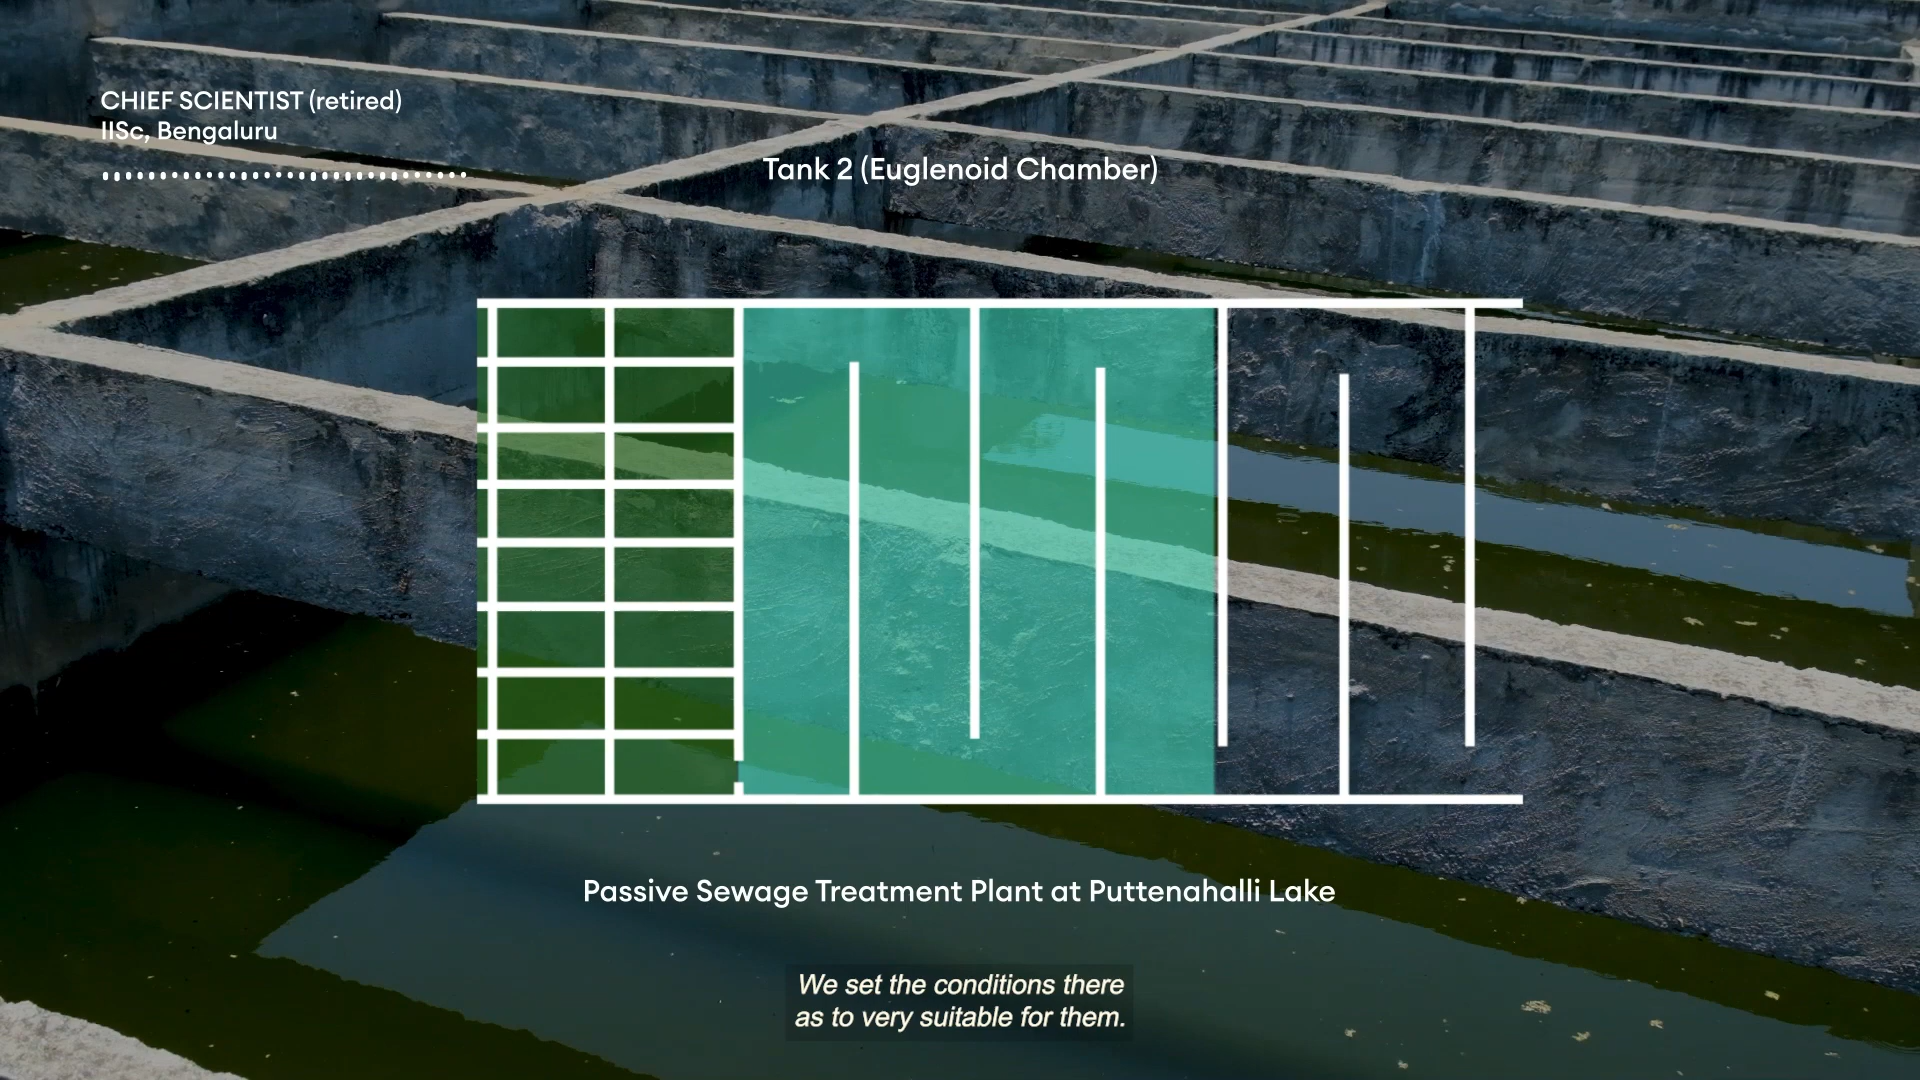 CHIEF SCIENTIST (retired)
IISc, Bengaluru
Tank 2 (Euglenoid Chamber)
Passive Sewage Treatment Plant at Puttenahalli Lake
We set the conditions there
as to very suitable for them.